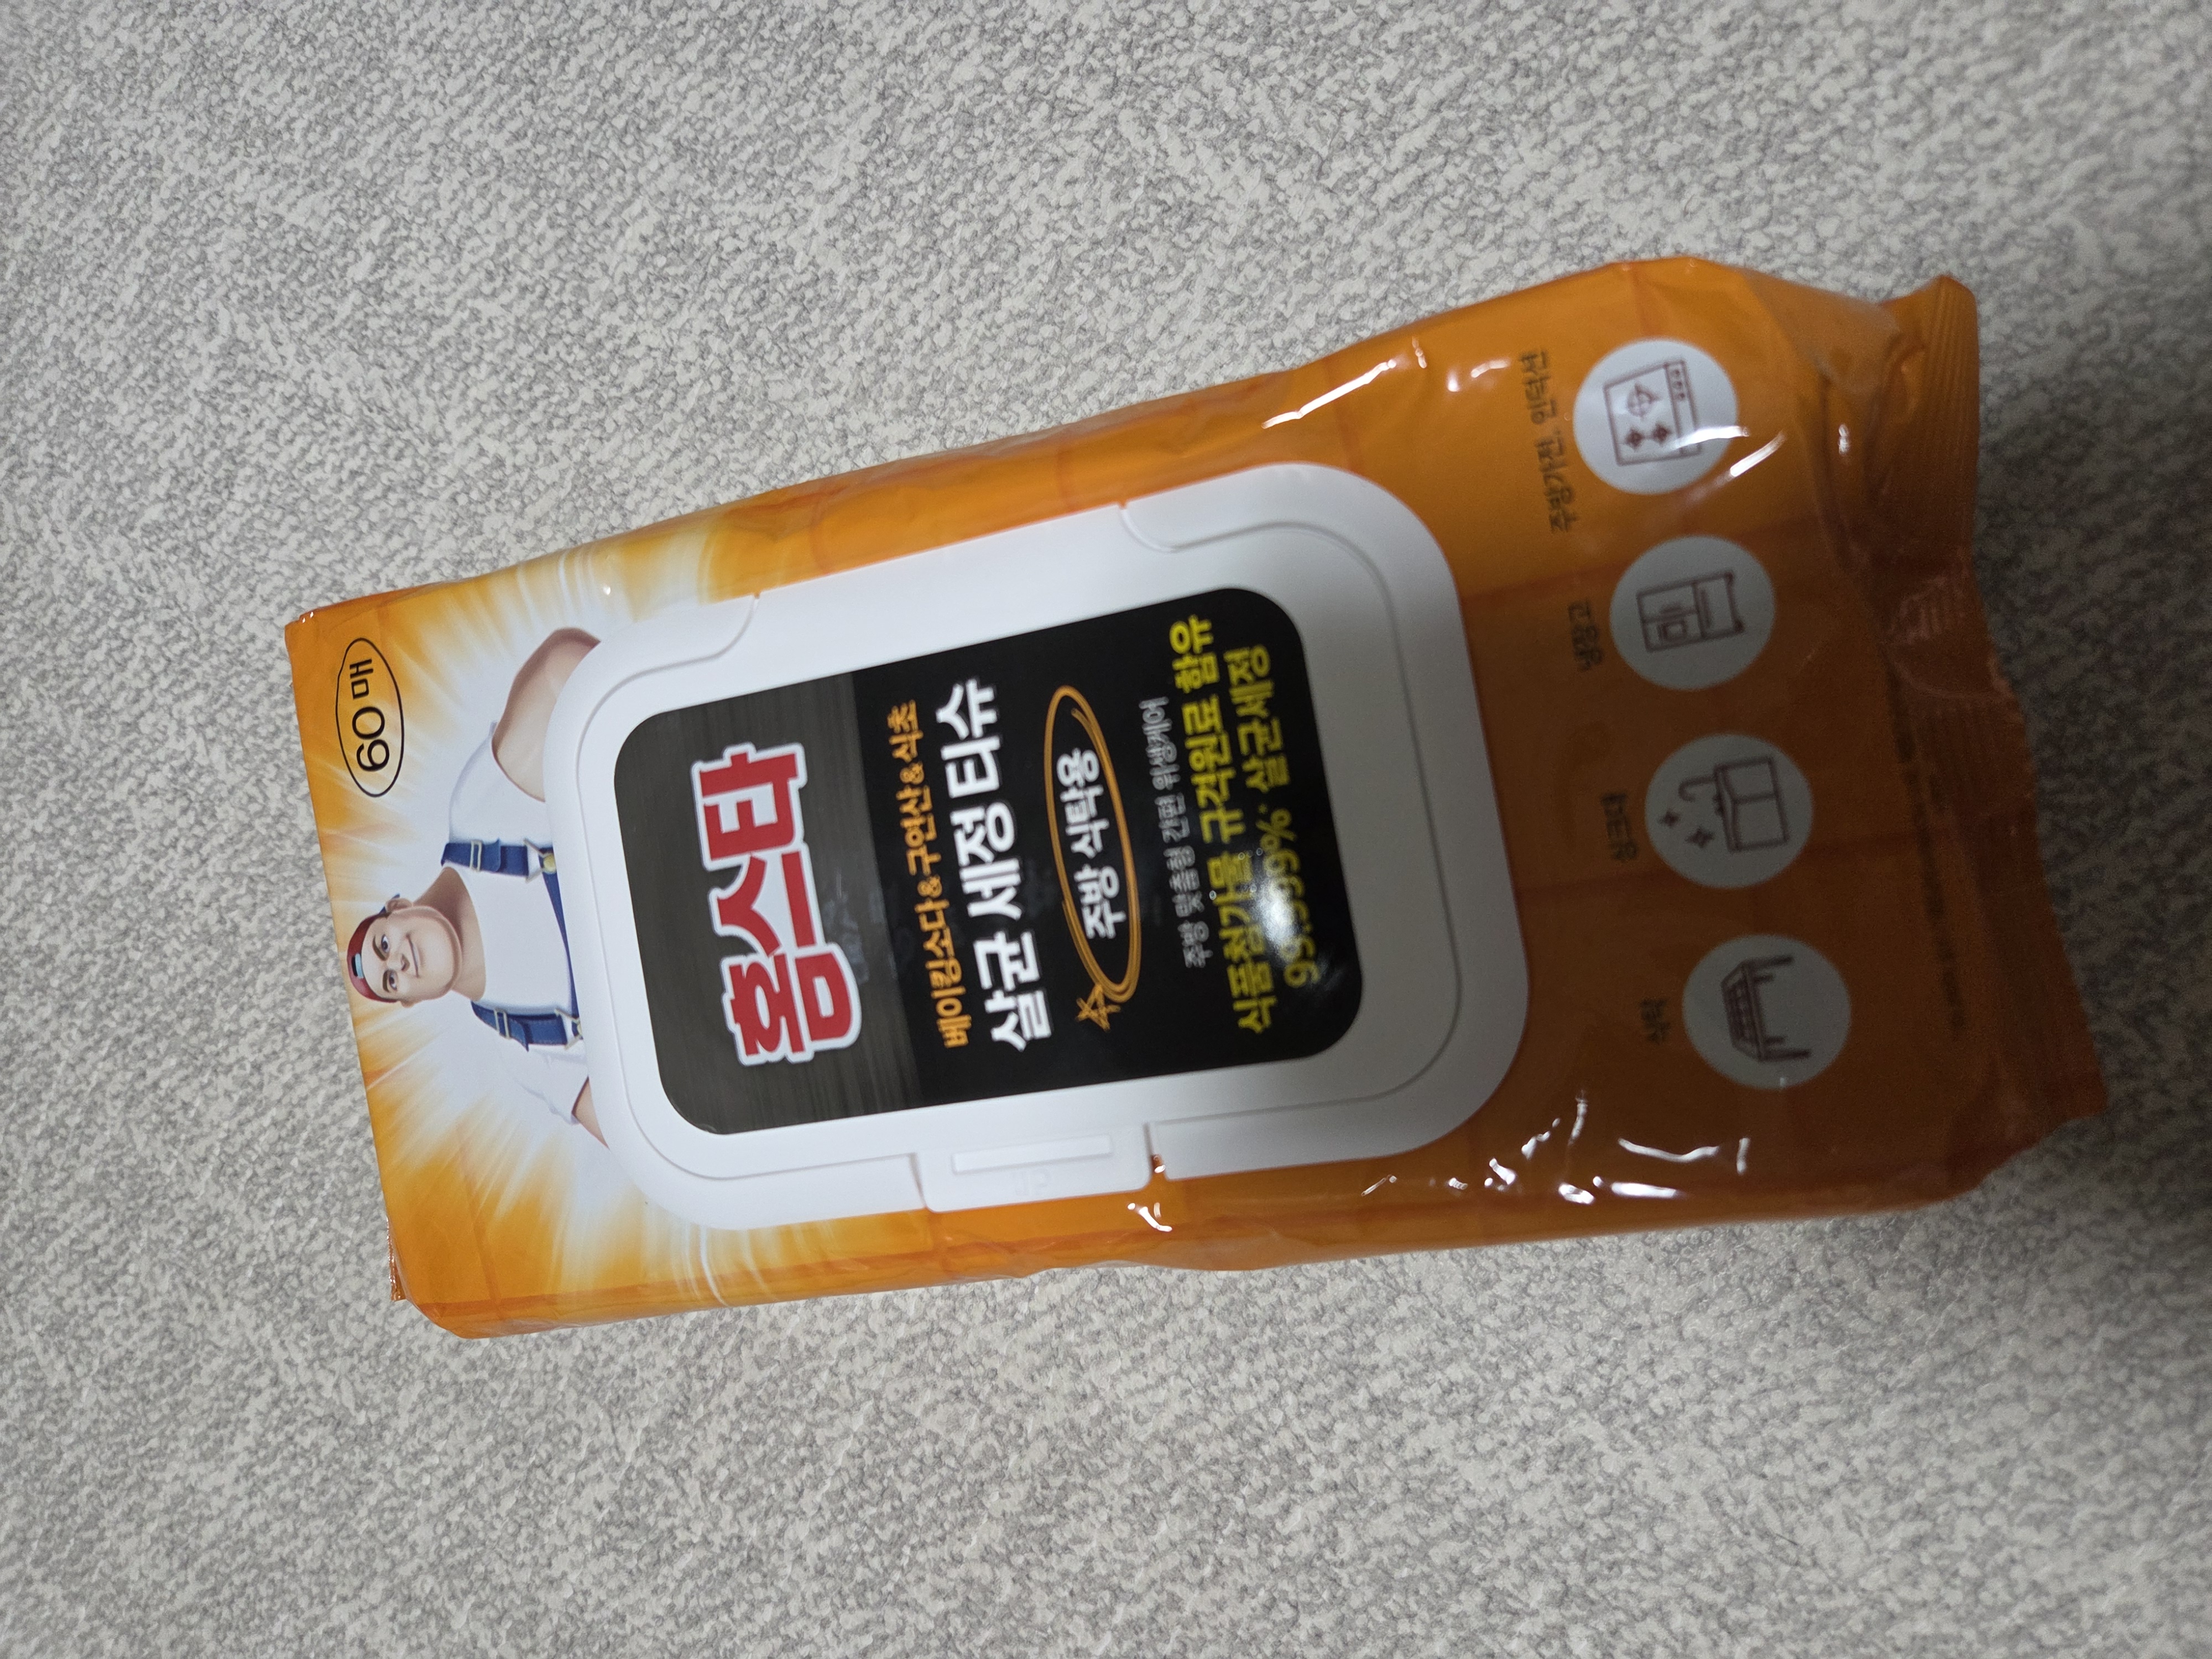 60매
홈스타
베이킹소다&구연산&식초
살균 세정 티슈
주방 식탁용
주방 맞춤형 간편 위생케어
식품첨가물 규격원료 함유
99.999%* 살균세정
식탁
싱크대
냉장고
주방가전, 인덕션